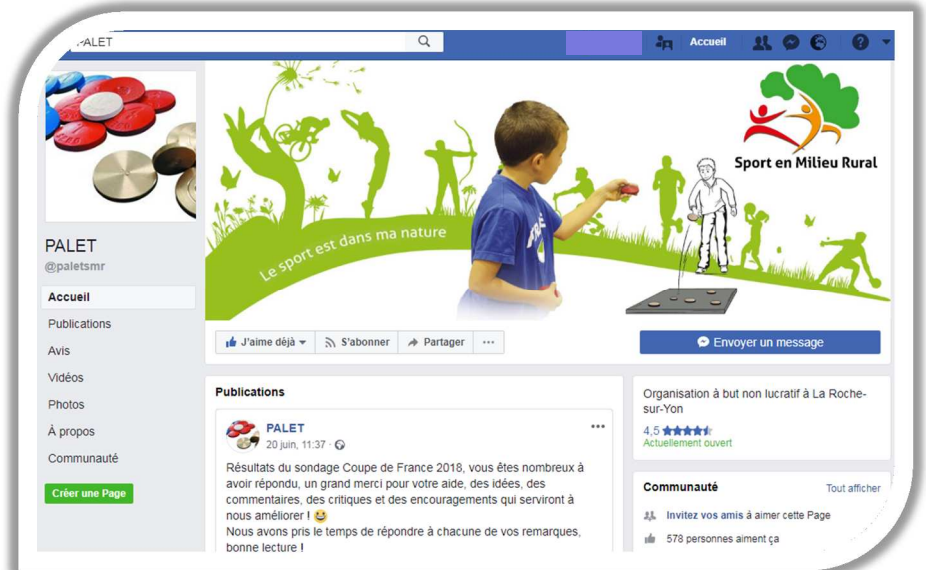 PALET
Accueil
Sport en Milieu Rural
Le sport est dans ma nature
PALET
@paletsmr
Accueil
Publications
Avis
Vidéos
Photos
À propos
Communauté
Créer une Page
J'aime déjà
S'abonner
Partager
Envoyer un message
Publications
PALET
20 juin, 11:37 ·
Résultats du sondage Coupe de France 2018, vous êtes nombreux à
avoir répondu, un grand merci pour votre aide, des idées, des
commentaires, des critiques et des encouragements qui serviront à
nous améliorer ! 😀
Nous avons pris le temps de répondre à chacune de vos remarques,
bonne lecture !
Organisation à but non lucratif à La Roche-
sur-Yon
4,5 ★★★★★
Actuellement ouvert
Communauté
Tout afficher
Invitez vos amis à aimer cette Page
578 personnes aiment ça